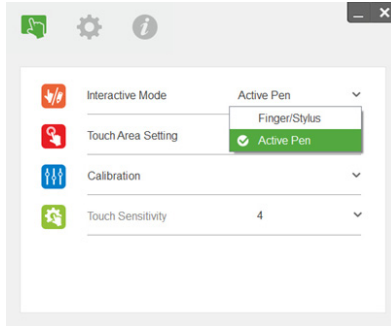 Interactive Mode Active Pen
Finger/Stylus
Touch Area Setting
Active Pen
Calibration
Touch Sensitivity 4